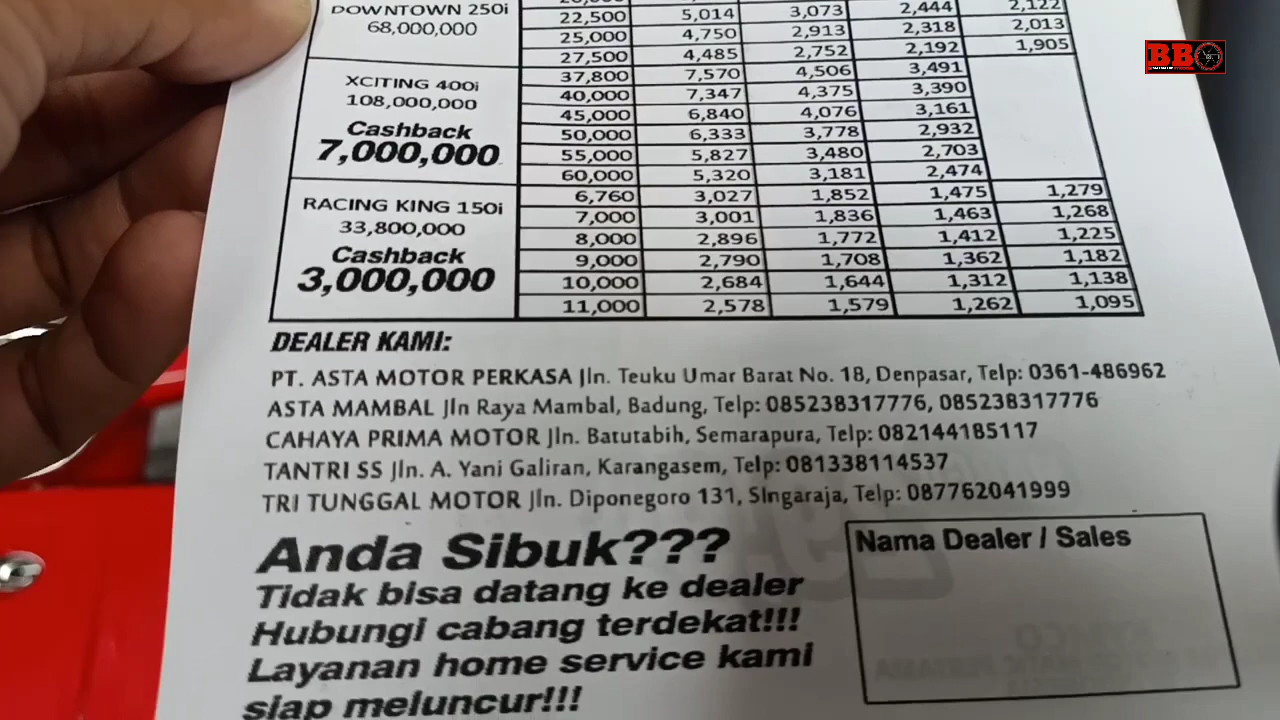 DOWNTOWN 250i
68,000,000
22,500 5,014 3,073 2,444 2,122
25,000 4,750 2,913 2,318 2,013
27,500 4,485 2,752 2,192 1,905
XCITING 400i
108,000,000
Cashback
7,000,000
37,800 7,570 4,506 3,491
40,000 7,347 4,375 3,390
45,000 6,840 4,076 3,161
50,000 6,333 3,778 2,932
55,000 5,827 3,480 2,703
60,000 5,320 3,181 2,474
RACING KING 150i
33,800,000
Cashback
3,000,000
6,760 3,027 1,852 1,475 1,279
7,000 3,001 1,836 1,463 1,268
8,000 2,896 1,772 1,412 1,225
9,000 2,790 1,708 1,362 1,182
10,000 2,684 1,644 1,312 1,138
11,000 2,578 1,579 1,262 1,095
DEALER KAMI:
PT. ASTA MOTOR PERKASA Jln. Teuku Umar Barat No. 18, Denpasar, Telp: 0361-486962
ASTA MAMBAL Jln Raya Mambal, Badung, Telp: 085238317776, 085238317776
CAHAYA PRIMA MOTOR Jln. Batutabih, Semarapura, Telp: 082144185117
TANTRI SS Jln. A. Yani Galiran, Karangasem, Telp: 081338114537
TRI TUNGGAL MOTOR Jln. Diponegoro 131, SIngaraja, Telp: 087762041999
Anda Sibuk???
Tidak bisa datang ke dealer
Hubungi cabang terdekat!!!
Layanan home service kami
siap meluncur!!!
Nama Dealer / Sales
BBO